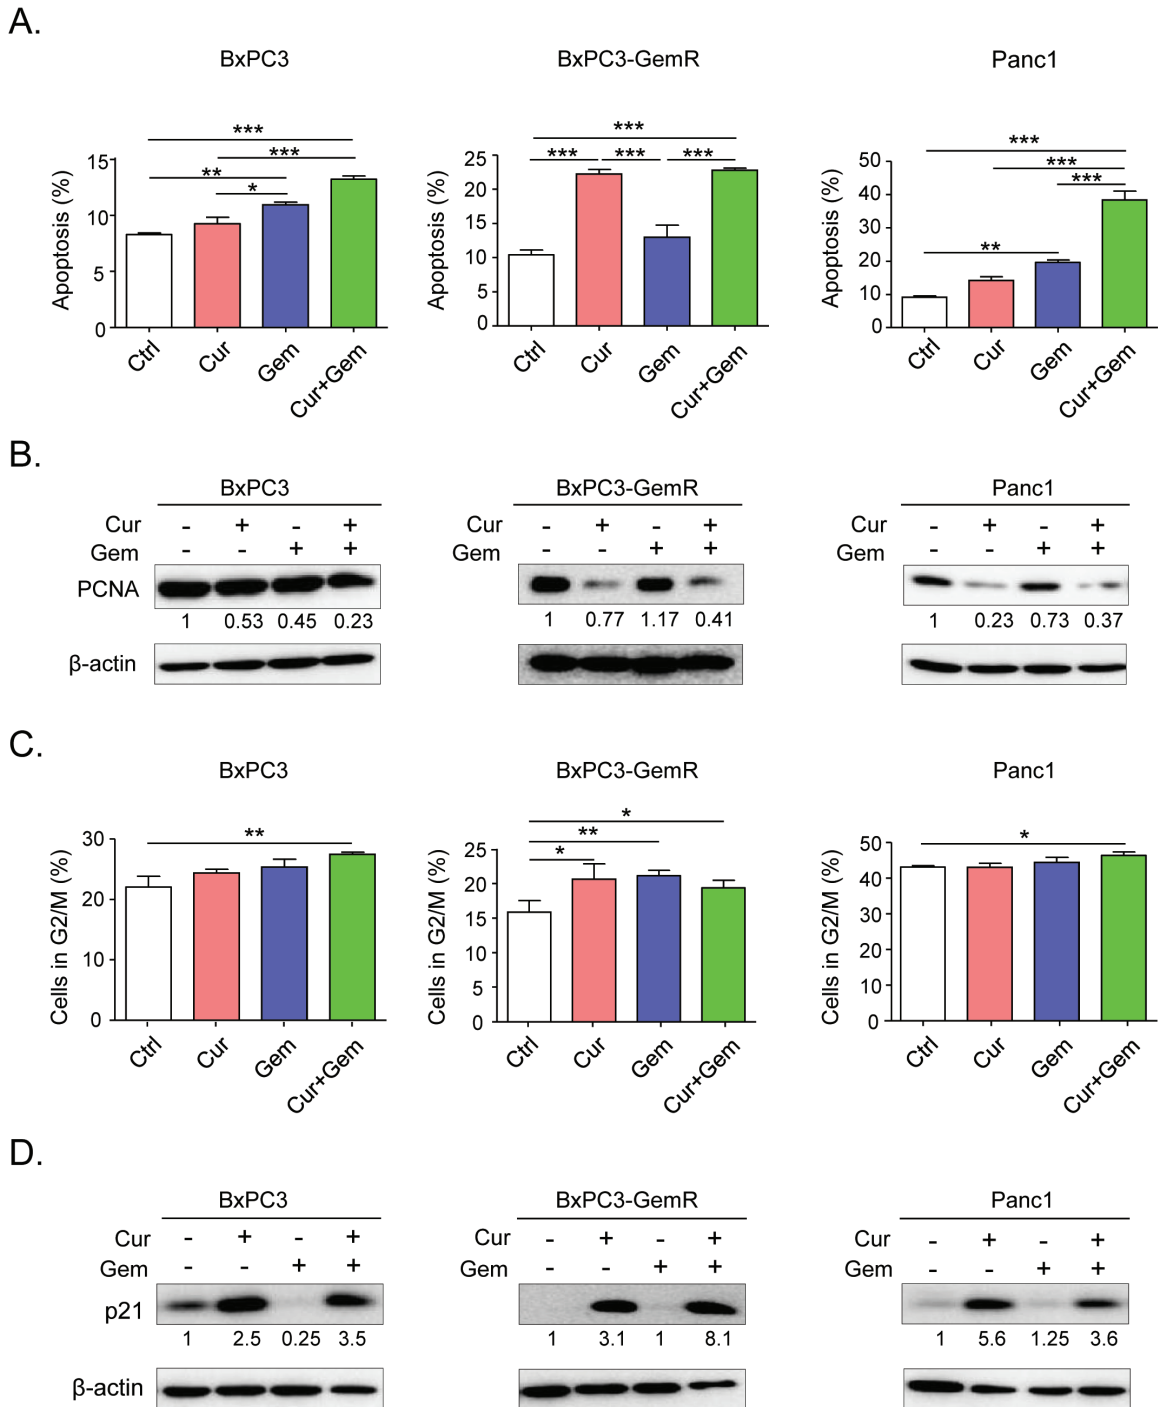 A.
BxPC3 BxPC3-GemR Panc1
*** *** ** *
*** *** *** ***
*** *** *** **
Apoptosis (%) 15 10 5 0
Ctrl Cur Gem Cur+Gem
Apoptosis (%) 25 20 15 10 5 0
Ctrl Cur Gem Cur+Gem
Apoptosis (%) 50 40 30 20 10 0
Ctrl Cur Gem Cur+Gem
B.
BxPC3 BxPC3-GemR Panc1
Cur - + - + Cur - + - + Cur - + - +
Gem - - + + Gem - - + + Gem - - + +
PCNA
1 0.53 0.45 0.23 1 0.77 1.17 0.41 1 0.23 0.73 0.37
β-actin
C.
BxPC3 BxPC3-GemR Panc1
**
* ** *
*
Cells in G2/M (%) 30 20 10 0
Ctrl Cur Gem Cur+Gem
Cells in G2/M (%) 25 20 15 10 5 0
Ctrl Cur Gem Cur+Gem
Cells in G2/M (%) 50 40 30 20 10 0
Ctrl Cur Gem Cur+Gem
D.
BxPC3 BxPC3-GemR Panc1
Cur - + - + Cur - + - + Cur - + - +
Gem - - + + Gem - - + + Gem - - + +
p21
1 2.5 0.25 3.5 1 3.1 1 8.1 1 5.6 1.25 3.6
β-actin